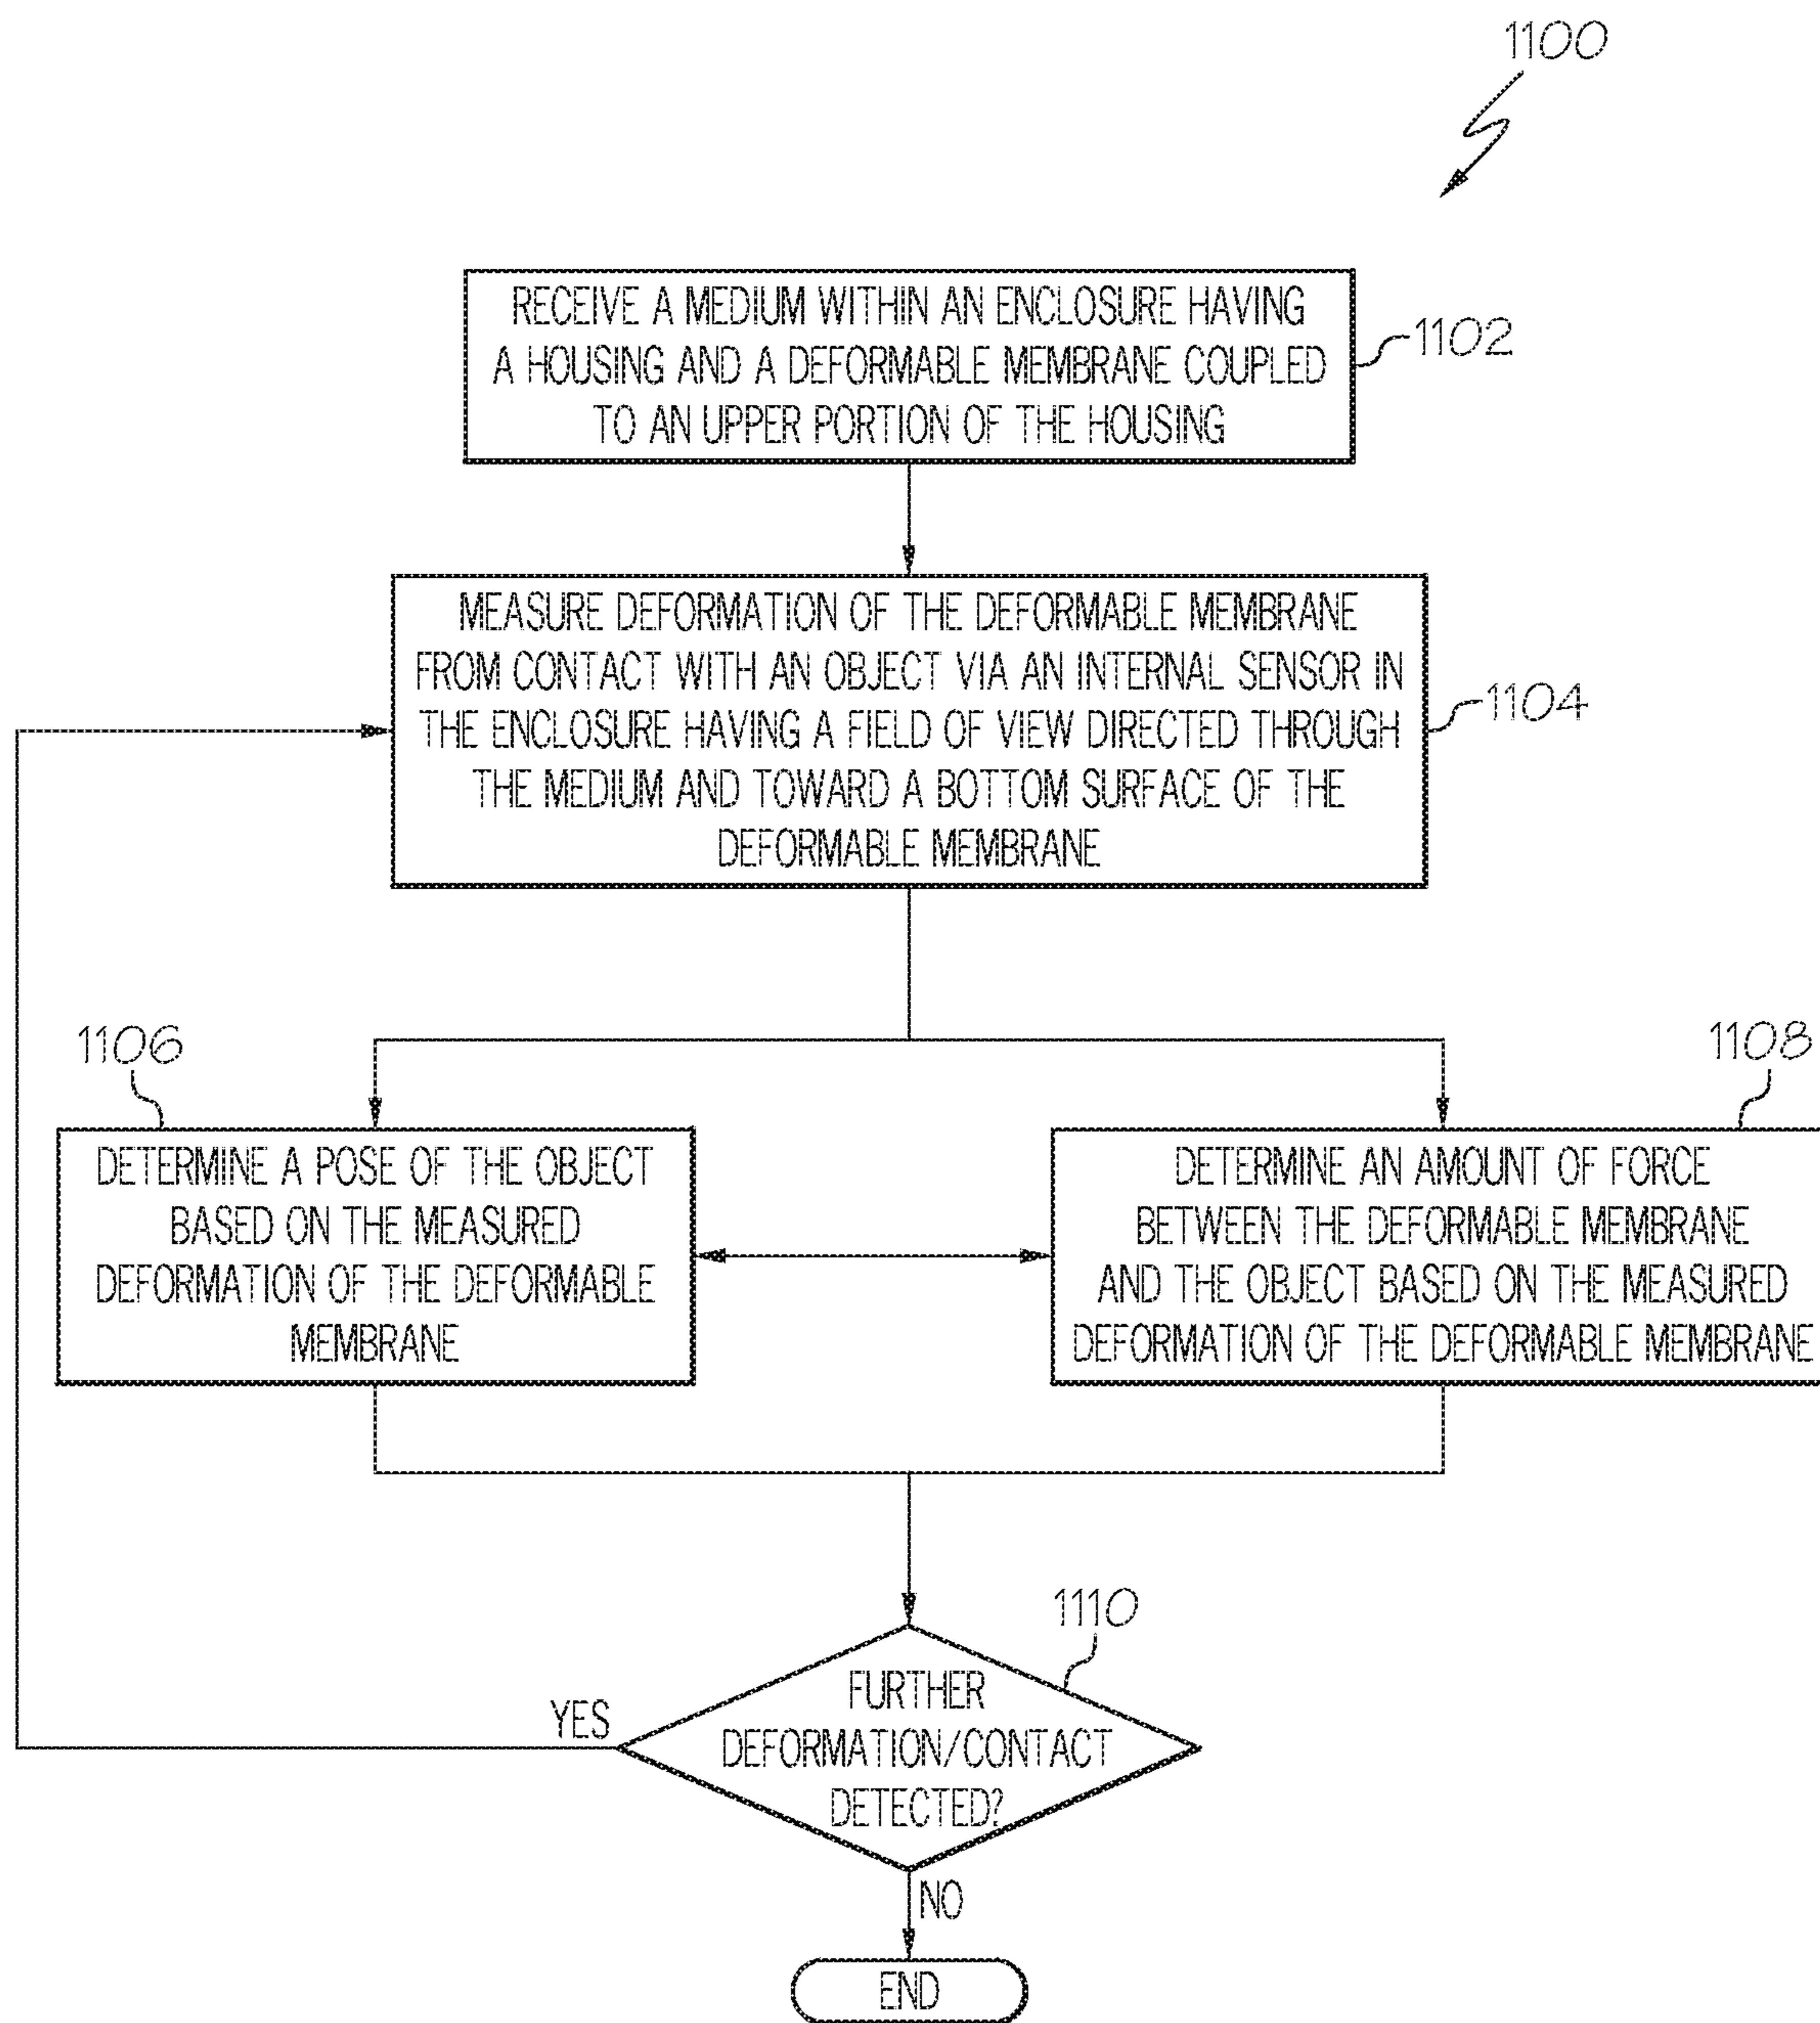 1100
RECEIVE A MEDIUM WITHIN AN ENCLOSURE HAVING
A HOUSING AND A DEFORMABLE MEMBRANE COUPLED
TO AN UPPER PORTION OF THE HOUSING
1102
MEASURE DEFORMATION OF THE DEFORMABLE MEMBRANE
FROM CONTACT WITH AN OBJECT VIA AN INTERNAL SENSOR IN
THE ENCLOSURE HAVING A FIELD OF VIEW DIRECTED THROUGH
THE MEDIUM AND TOWARD A BOTTOM SURFACE OF THE
DEFORMABLE MEMBRANE
1104
1106
DETERMINE A POSE OF THE OBJECT
BASED ON THE MEASURED
DEFORMATION OF THE DEFORMABLE
MEMBRANE
1108
DETERMINE AN AMOUNT OF FORCE
BETWEEN THE DEFORMABLE MEMBRANE
AND THE OBJECT BASED ON THE MEASURED
DEFORMATION OF THE DEFORMABLE MEMBRANE
1110
FURTHER
DEFORMATION/CONTACT
DETECTED?
YES
NO
END